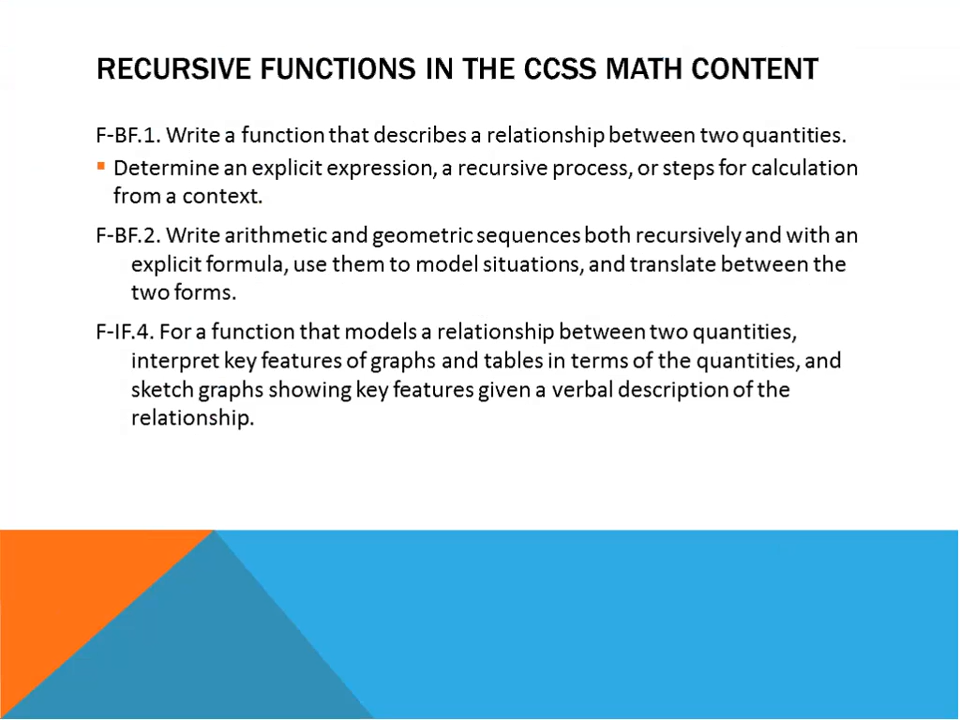 RECURSIVE FUNCTIONS IN THE CCSS MATH CONTENT
F-BF.1. Write a function that describes a relationship between two quantities.
▪ Determine an explicit expression, a recursive process, or steps for calculation
from a context.
F-BF.2. Write arithmetic and geometric sequences both recursively and with an
explicit formula, use them to model situations, and translate between the
two forms.
F-IF.4. For a function that models a relationship between two quantities,
interpret key features of graphs and tables in terms of the quantities, and
sketch graphs showing key features given a verbal description of the
relationship.